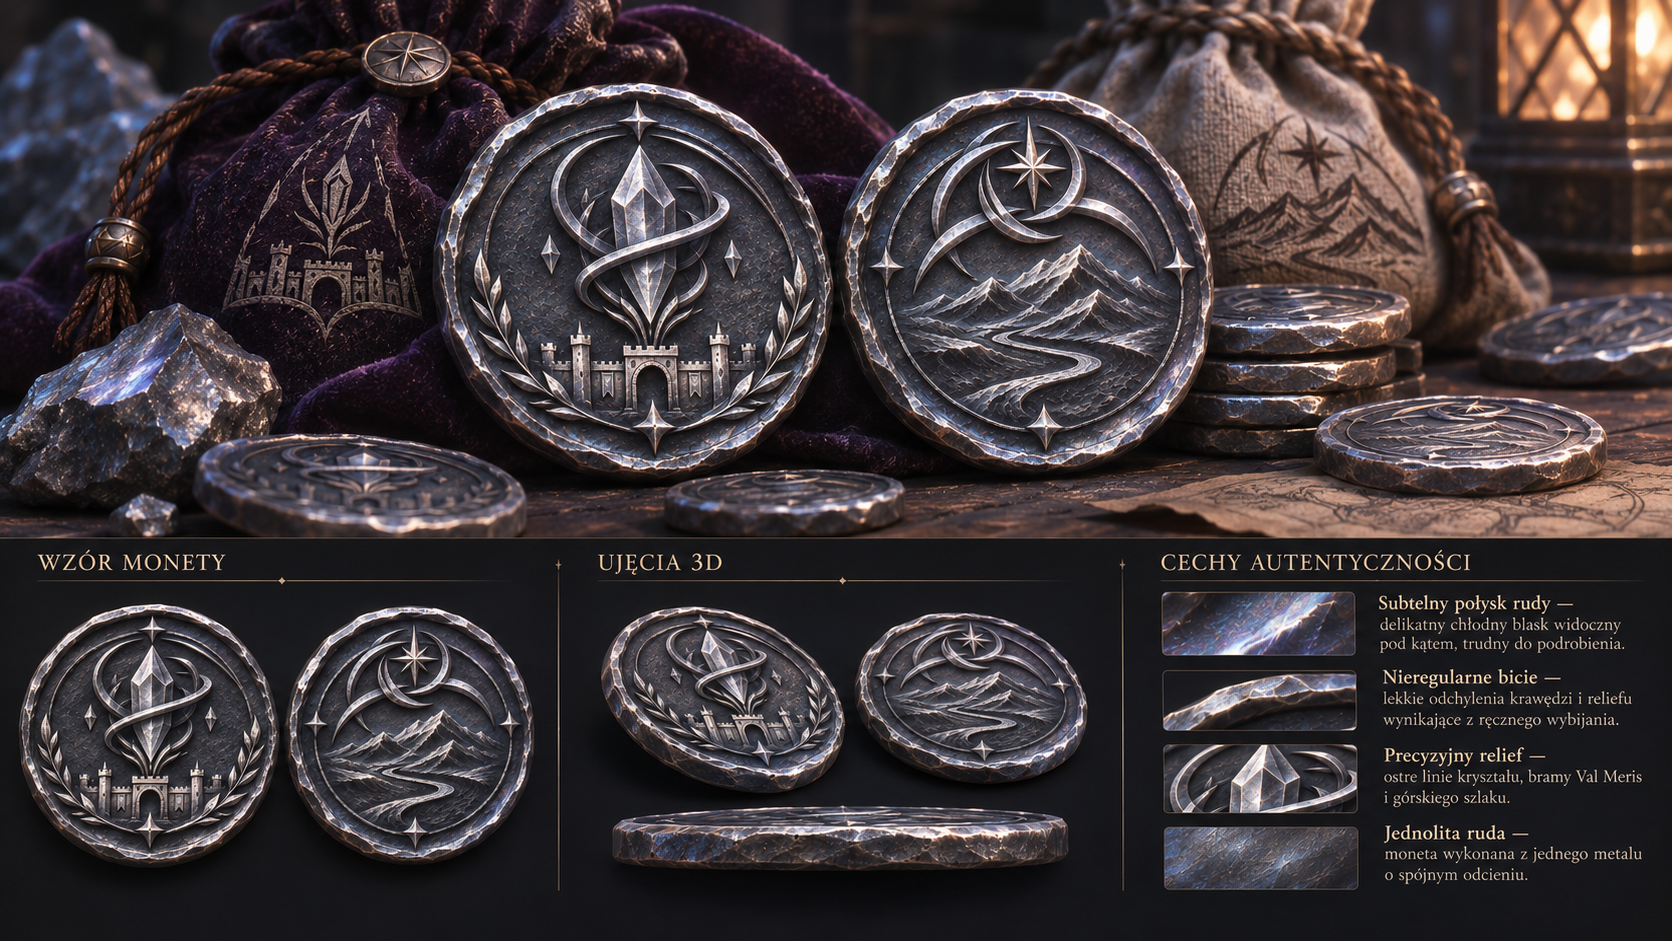 WZÓR MONETY
UJĘCIA 3D
CECHY AUTENTYCZNOŚCI
Subtelny połysk rudy —
delikatny chłodny blask widoczny
pod kątem, trudny do podrobienia.
Nieregularne bicie —
lekkie odchylenia krawędzi i reliefu
wynikające z ręcznego wybijania.
Precyzyjny relief —
ostre linie kryształu, bramy Val Meris
i górskiego szlaku.
Jednolita ruda —
moneta wykonana z jednego metalu
o spójnym odcieniu.